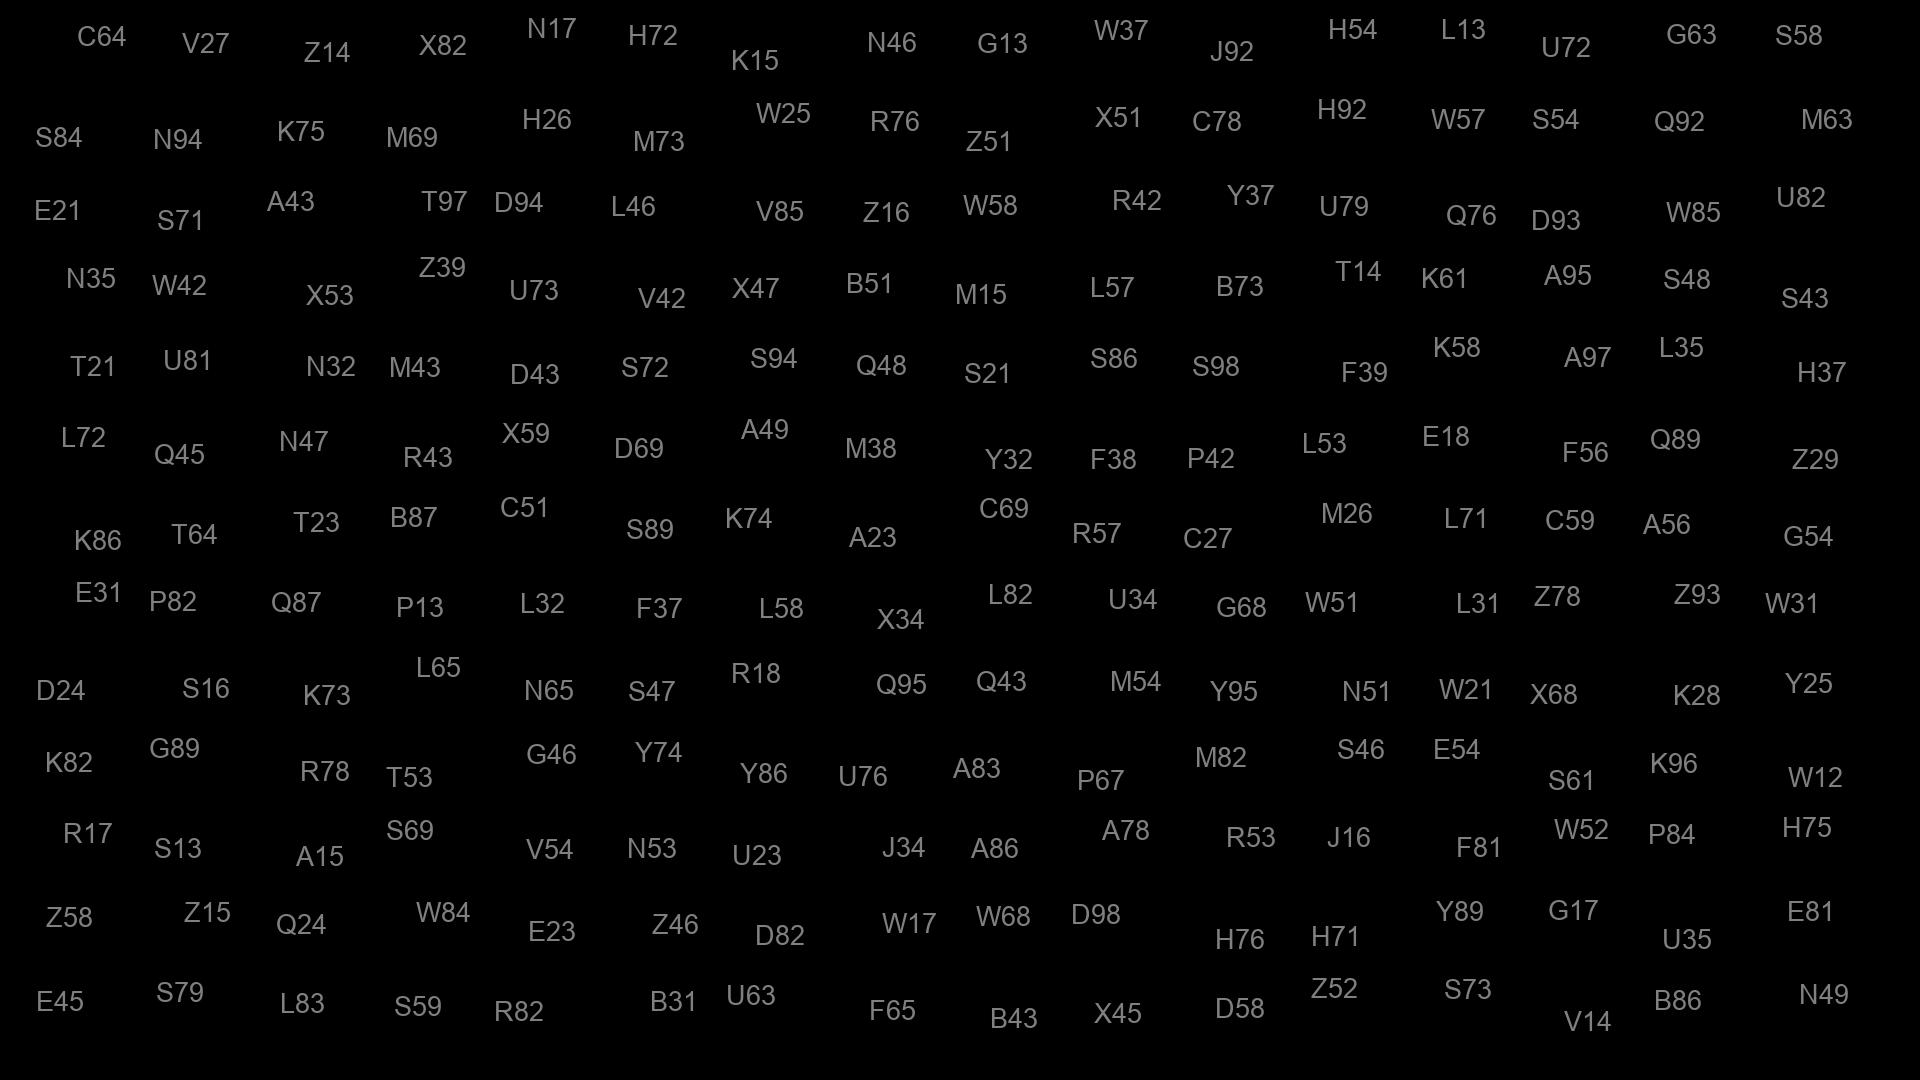 C64 V27 Z14 X82 N17 H72 K15 N46 G13 W37 J92 H54 L13 U72 G63 S58
S84 N94 K75 M69 H26 M73 W25 R76 Z51 X51 C78 H92 W57 S54 Q92 M63
E21 S71 A43 T97 D94 L46 V85 Z16 W58 R42 Y37 U79 Q76 D93 W85 U82
N35 W42 X53 Z39 U73 V42 X47 B51 M15 L57 B73 T14 K61 A95 S48 S43
T21 U81 N32 M43 D43 S72 S94 Q48 S21 S86 S98 F39 K58 A97 L35 H37
L72 Q45 N47 R43 X59 D69 A49 M38 Y32 F38 P42 L53 E18 F56 Q89 Z29
K86 T64 T23 B87 C51 S89 K74 A23 C69 R57 C27 M26 L71 C59 A56 G54
E31 P82 Q87 P13 L32 F37 L58 X34 L82 U34 G68 W51 L31 Z78 Z93 W31
D24 S16 K73 L65 N65 S47 R18 Q95 Q43 M54 Y95 N51 W21 X68 K28 Y25
K82 G89 R78 T53 G46 Y74 Y86 U76 A83 P67 M82 S46 E54 S61 K96 W12
R17 S13 A15 S69 V54 N53 U23 J34 A86 A78 R53 J16 F81 W52 P84 H75
Z58 Z15 Q24 W84 E23 Z46 D82 W17 W68 D98 H76 H71 Y89 G17 U35 E81
E45 S79 L83 S59 R82 B31 U63 F65 B43 X45 D58 Z52 S73 V14 B86 N49